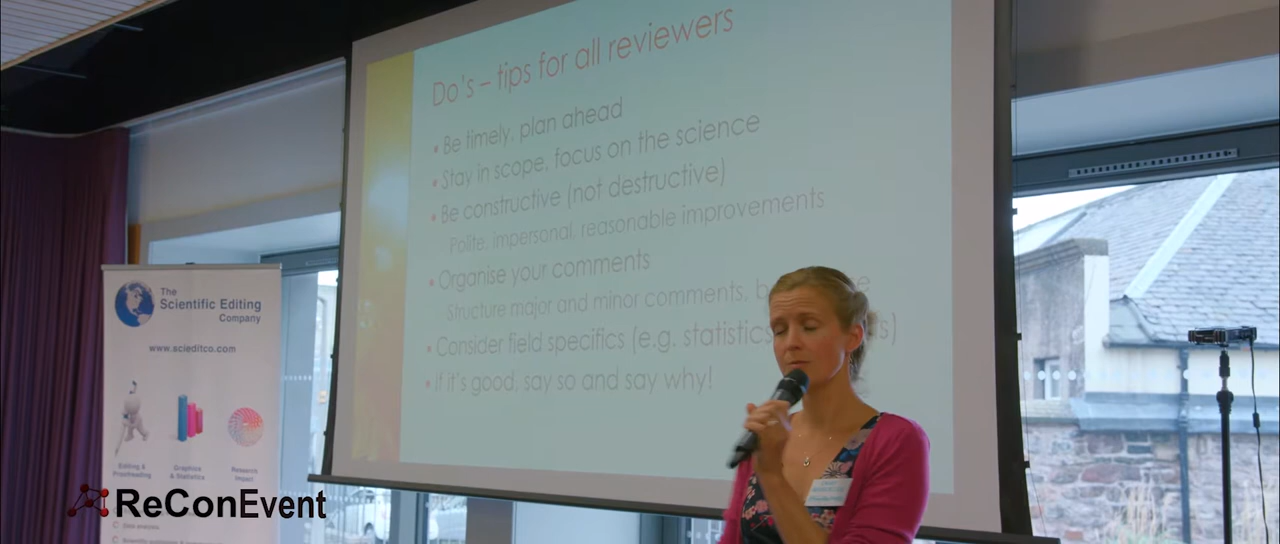 Do's – tips for all reviewers
Be timely, plan ahead
Stay in scope, focus on the science
Be constructive (not destructive)
Polite, impersonal, reasonable improvements
Organise your comments
Structure major and minor comments,
Consider field specifics (e.g. statistics
If it's good, say so and say why!
The
Scientific Editing
Company
www.scieditco.com
Editing &
Proofreading
Graphics
& Statistics
Research
Impact
ReConEvent
Data analysis